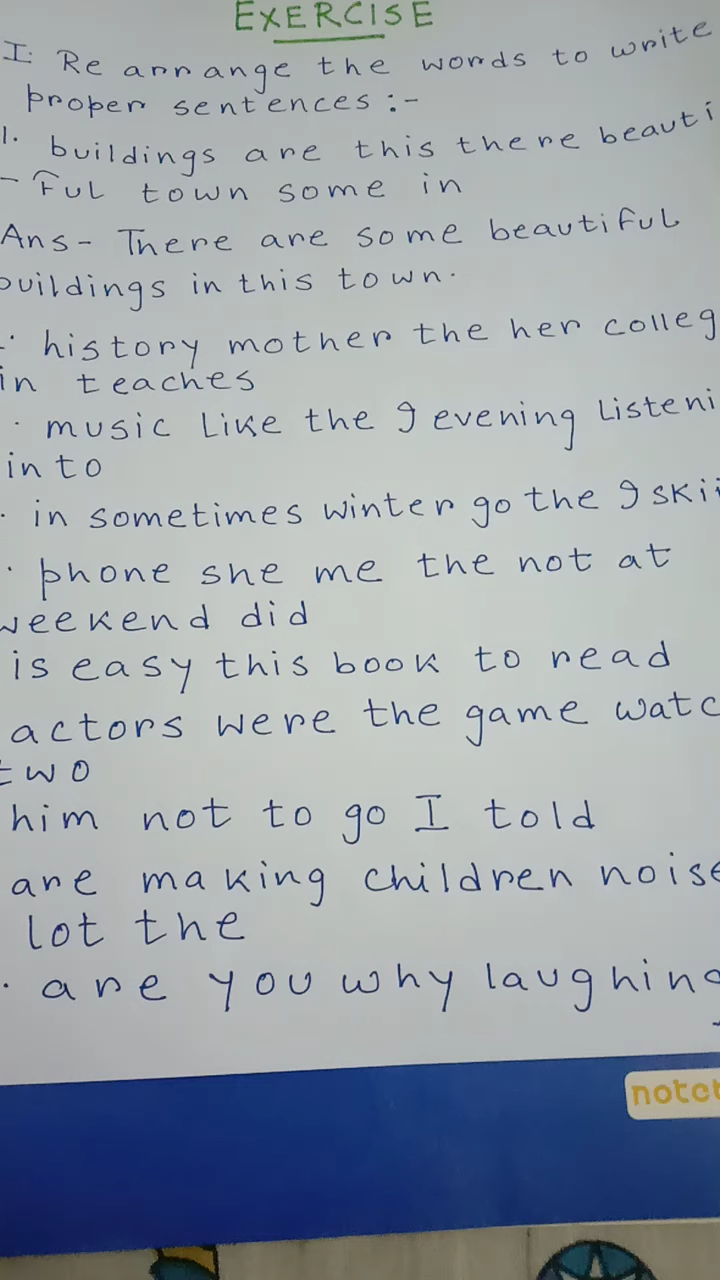 EXERCISE
I. Re arrange the words to write
proper sentences :-
1. buildings are this there beauti
- ful town some in
Ans - There are some beautiful
buildings in this town.
history mother the her colleg
in teaches
music like the I evening Listeni
in to
in sometimes winter go the I skii
phone she me the not at
weekend did
is easy this book to read
actors were the game watc
two
him not to go I told
are making children noise
lot the
are you why laughing
notet